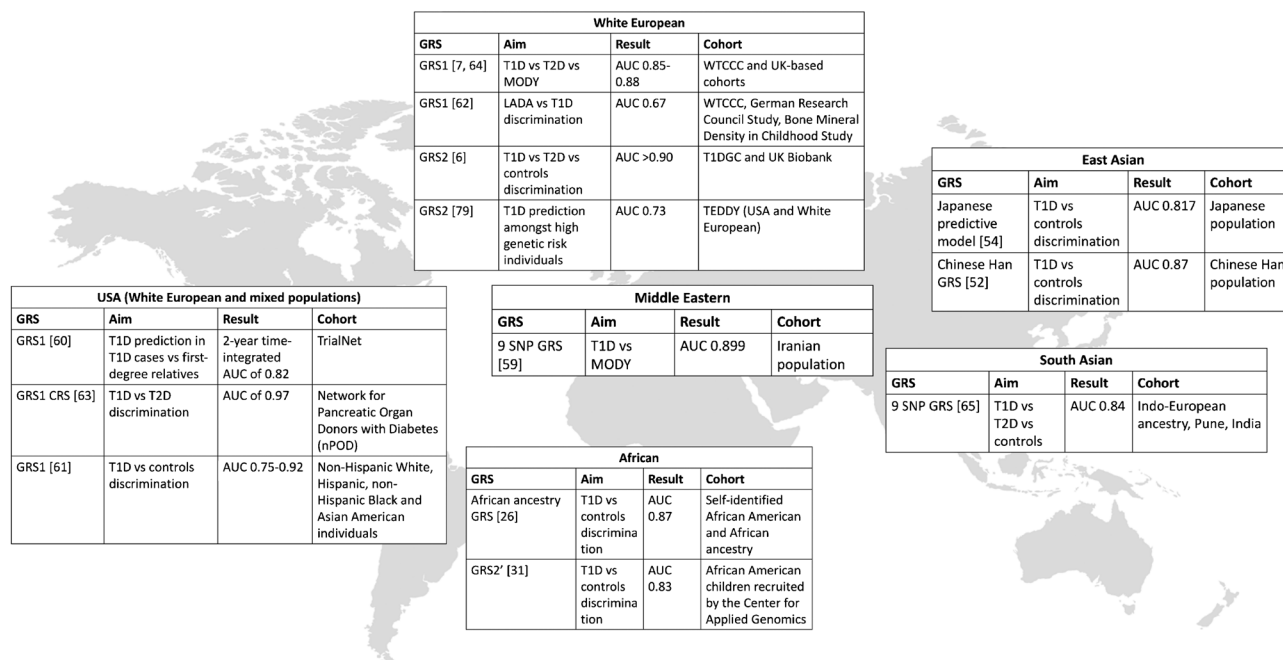 White European
GRS Aim Result Cohort
GRS1 [7, 64] T1D vs T2D vs AUC 0.85- WTCCC and UK-based
MODY 0.88 cohorts
GRS1 [62] LADA vs T1D AUC 0.67 WTCCC, German Research
discrimination Council Study, Bone Mineral
Density in Childhood Study
GRS2 [6] T1D vs T2D vs AUC >0.90 T1DGC and UK Biobank
controls
discrimination
GRS2 [79] T1D prediction AUC 0.73 TEDDY (USA and White
amongst high European)
genetic risk
individuals
East Asian
GRS Aim Result Cohort
Japanese T1D vs AUC 0.817 Japanese
predictive controls population
model [54] discrimination
Chinese Han T1D vs AUC 0.87 Chinese Han
GRS [52] controls population
discrimination
USA (White European and mixed populations)
GRS Aim Result Cohort
GRS1 [60] T1D prediction in 2-year time- TrialNet
T1D cases vs first- integrated
degree relatives AUC of 0.82
GRS1 CRS [63] T1D vs T2D AUC of 0.97 Network for
discrimination Pancreatic Organ
Donors with Diabetes
(nPOD)
GRS1 [61] T1D vs controls AUC 0.75-0.92 Non-Hispanic White,
discrimination Hispanic, non-
Hispanic Black and
Asian American
individuals
Middle Eastern
GRS Aim Result Cohort
9 SNP GRS T1D vs AUC 0.899 Iranian
[59] MODY population
South Asian
GRS Aim Result Cohort
9 SNP GRS [65] T1D vs AUC 0.84 Indo-European
T2D vs ancestry, Pune, India
controls
African
GRS Aim Result Cohort
African ancestry T1D vs AUC Self-identified
GRS [26] controls 0.87 African American
discrimina and African
tion ancestry
GRS2' [31] T1D vs AUC African American
controls 0.83 children recruited
discrimina by the Center for
tion Applied Genomics